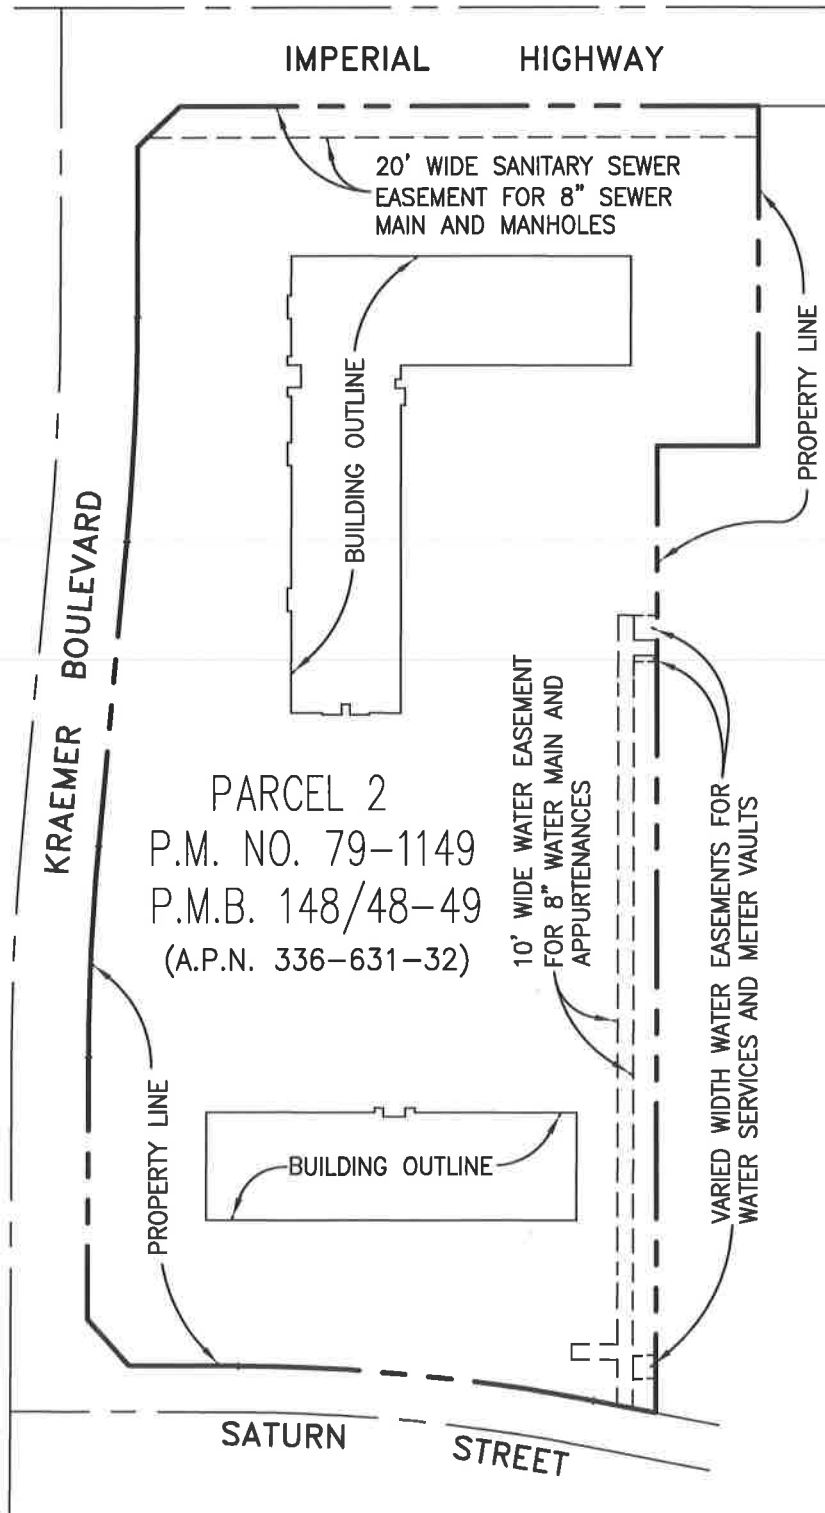 IMPERIAL HIGHWAY
20' WIDE SANITARY SEWER
EASEMENT FOR 8" SEWER
MAIN AND MANHOLES
PROPERTY LINE
BUILDING OUTLINE
KRAEMER BOULEVARD
10' WIDE WATER EASEMENT
FOR 8" WATER MAIN AND
APPURTENANCES
VARIED WIDTH WATER EASEMENTS FOR
WATER SERVICES AND METER VAULTS
PARCEL 2
P.M. NO. 79-1149
P.M.B. 148/48-49
(A.P.N. 336-631-32)
PROPERTY LINE
BUILDING OUTLINE
SATURN STREET